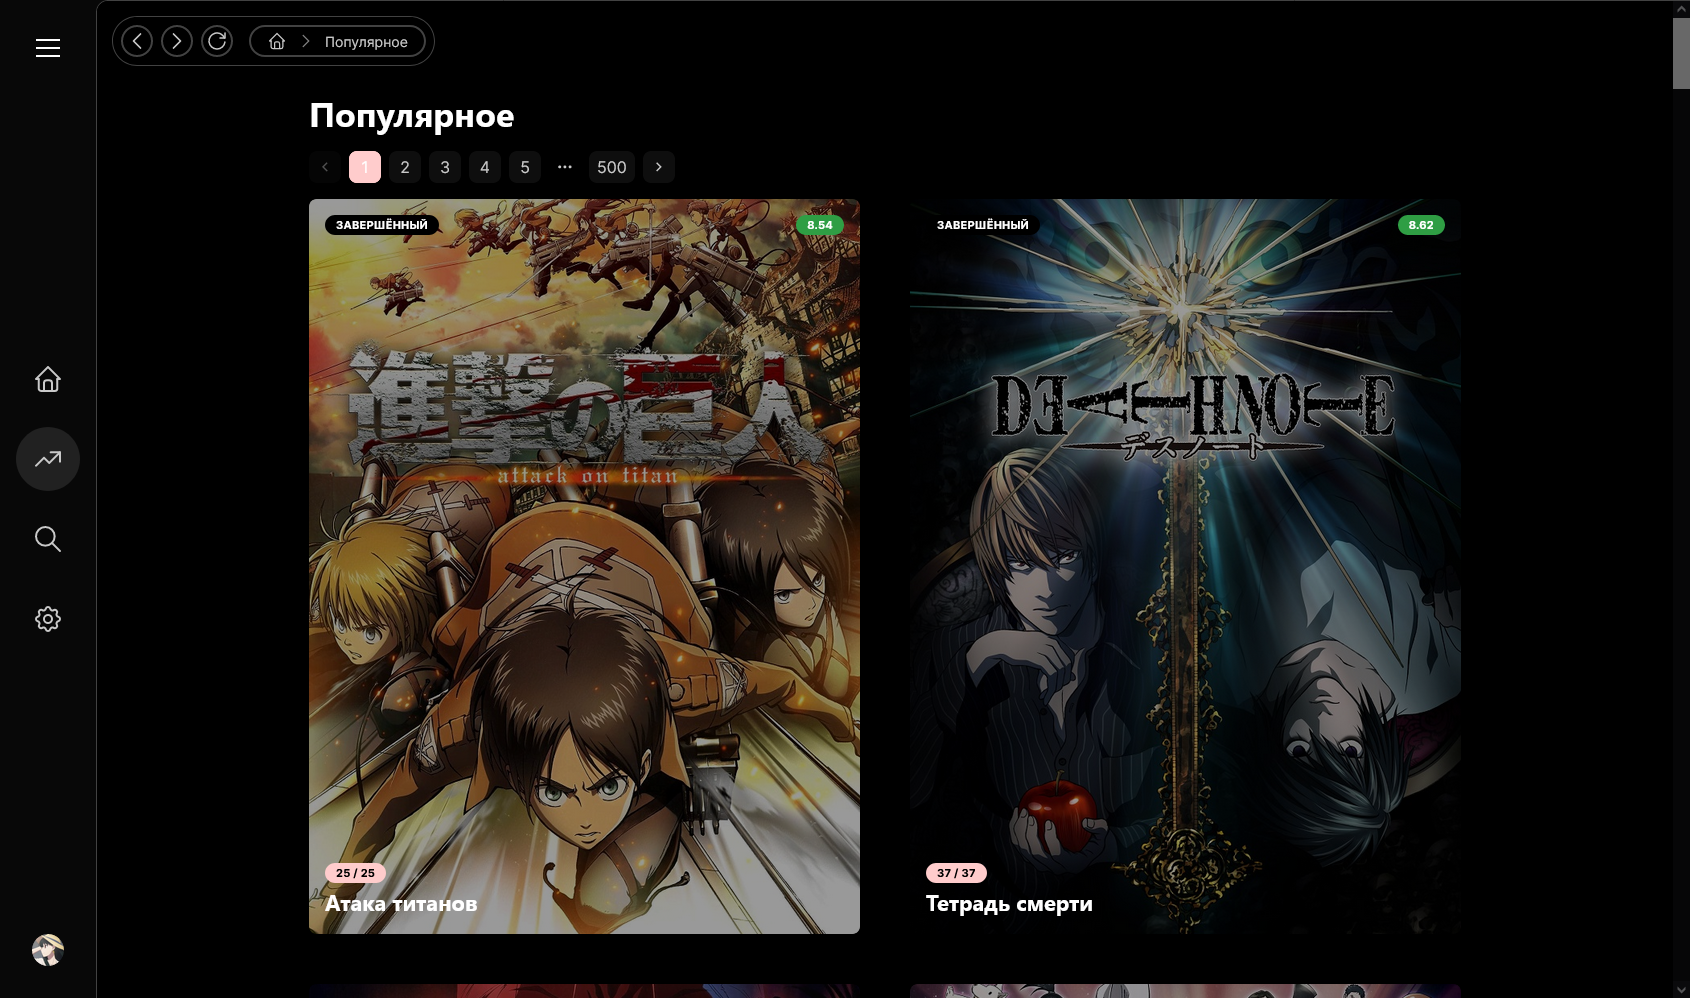 Популярное
Популярное
1 2 3 4 5 ··· 500
ЗАВЕРШЁННЫЙ 8.54
進撃の巨人
attack on titan
25 / 25
Атака титанов
ЗАВЕРШЁННЫЙ 8.62
DEATH NOTE
デスノート
37 / 37
Тетрадь смерти